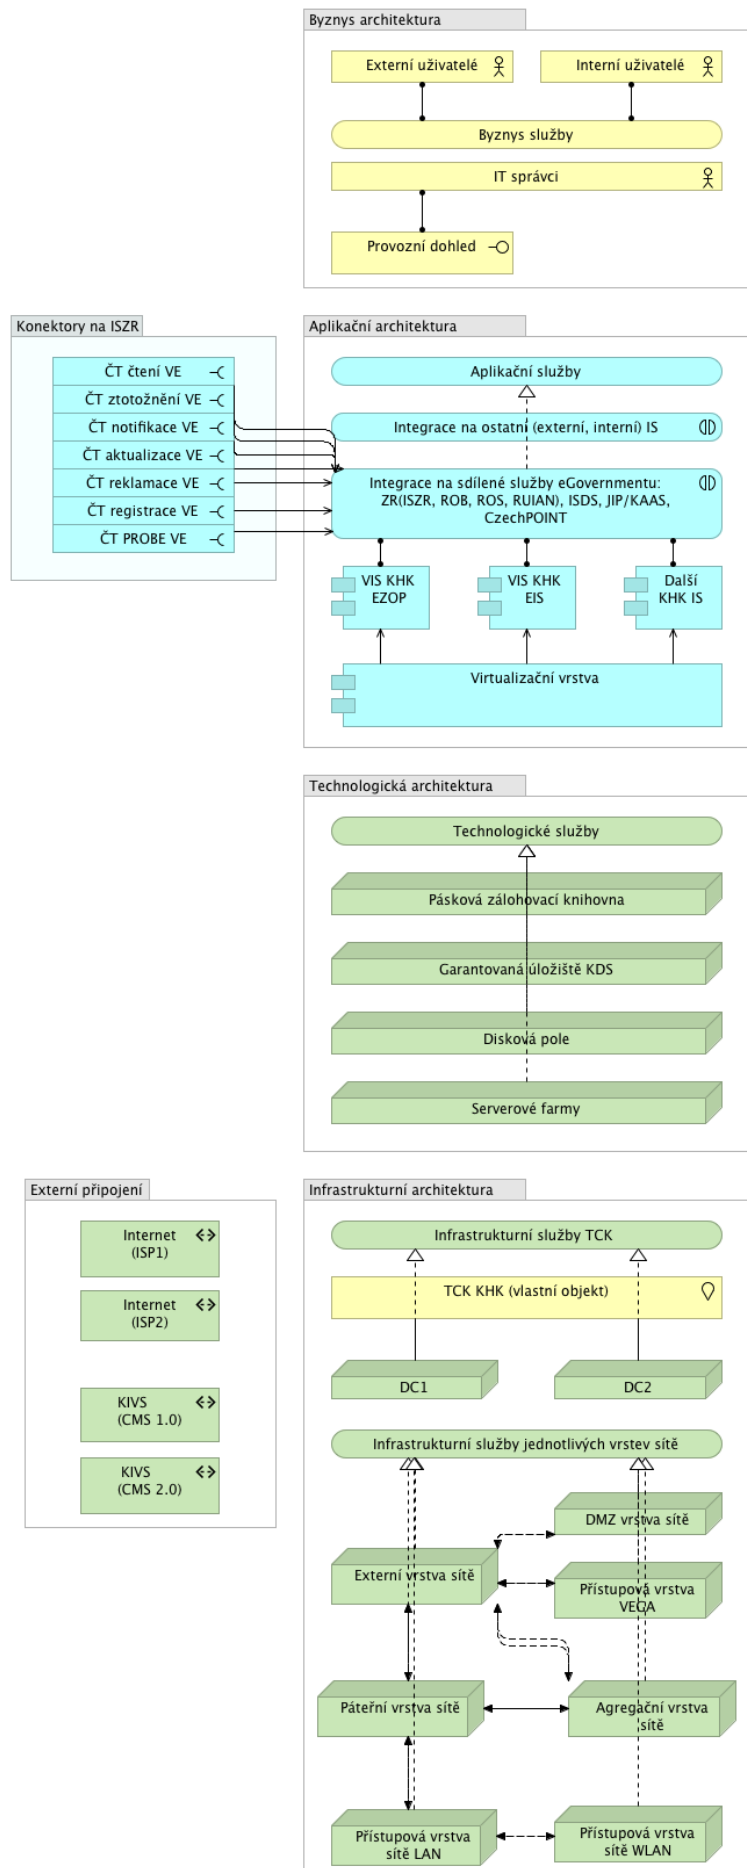 Byznys architektura
Externí uživatelé
Interní uživatelé
Byznys služby
IT správci
Provozní dohled
Konektory na ISZR
ČT čtení VE
ČT ztotožnění VE
ČT notifikace VE
ČT aktualizace VE
ČT reklamace VE
ČT registrace VE
ČT PROBE VE
Aplikační architektura
Aplikační služby
Integrace na ostatní (externí, interní) IS
Integrace na sdílené služby eGovernmentu:
ZR(ISZR, ROB, ROS, RUIAN), ISDS, JIP/KAAS,
CzechPOINT
VIS KHK
EZOP
VIS KHK
EIS
Další
KHK IS
Virtualizační vrstva
Technologická architektura
Technologické služby
Pásková zálohovací knihovna
Garantovaná úložiště KDS
Disková pole
Serverové farmy
Externí připojení
Internet
(ISP1)
Internet
(ISP2)
KIVS
(CMS 1.0)
KIVS
(CMS 2.0)
Infrastrukturní architektura
Infrastrukturní služby TCK
TCK KHK (vlastní objekt)
DC1
DC2
Infrastrukturní služby jednotlivých vrstev sítě
DMZ vrstva sítě
Externí vrstva sítě
Přístupová vrstva
VEGA
Páteřní vrstva sítě
Agregační vrstva
sítě
Přístupová vrstva
sítě LAN
Přístupová vrstva
sítě WLAN